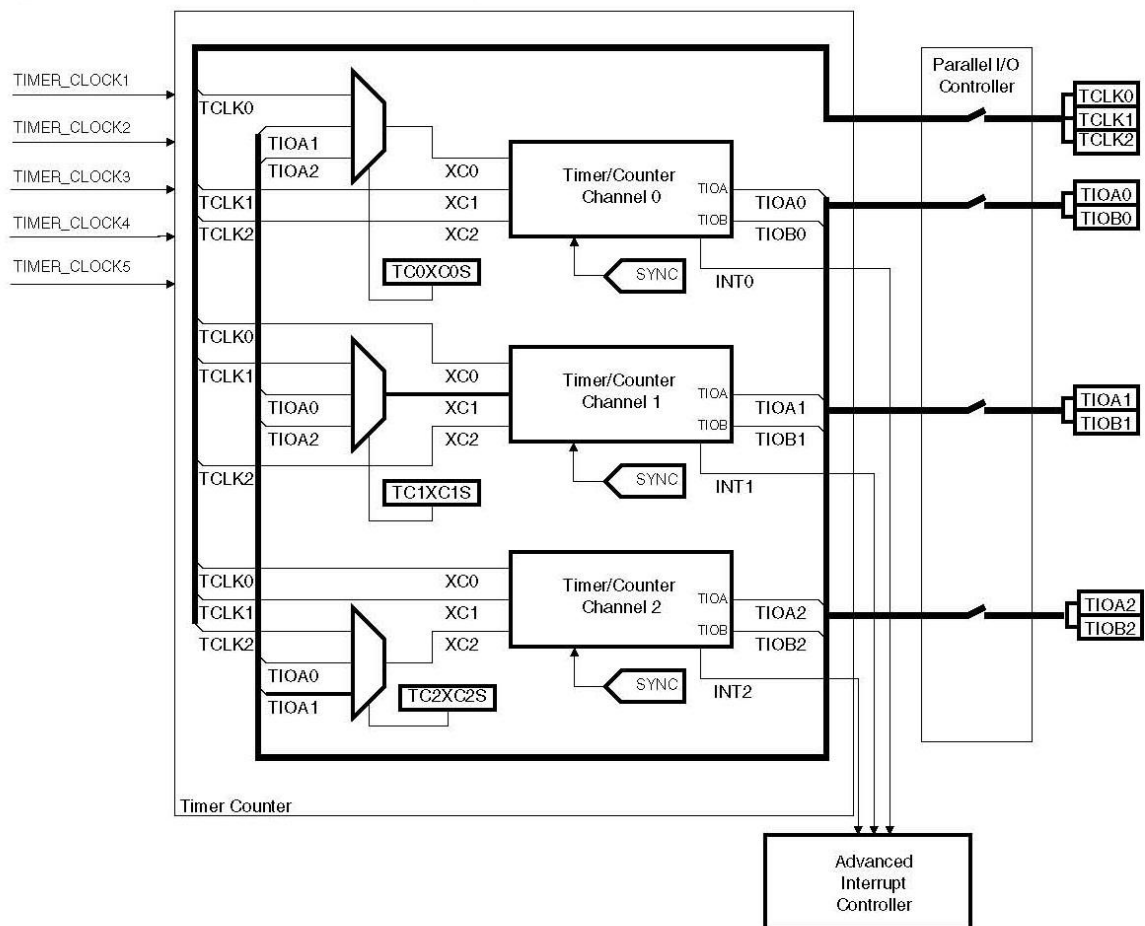 TIMER_CLOCK1
TIMER_CLOCK2
TIMER_CLOCK3
TIMER_CLOCK4
TIMER_CLOCK5
TCLK0
TIOA1
TIOA2
TCLK1
TCLK2
XC0
XC1
XC2
TC0XC0S
Timer/Counter
Channel 0
TIOA
TIOB
TIOA0
TIOB0
SYNC
INT0
TCLK0
TCLK1
TIOA0
TIOA2
TCLK2
XC0
XC1
XC2
TC1XC1S
Timer/Counter
Channel 1
TIOA
TIOB
TIOA1
TIOB1
SYNC
INT1
TCLK0
TCLK1
TCLK2
TIOA0
TIOA1
XC0
XC1
XC2
TC2XC2S
Timer/Counter
Channel 2
TIOA
TIOB
TIOA2
TIOB2
SYNC
INT2
Timer Counter
Parallel I/O
Controller
TCLK0
TCLK1
TCLK2
TIOA0
TIOB0
TIOA1
TIOB1
TIOA2
TIOB2
Advanced
Interrupt
Controller